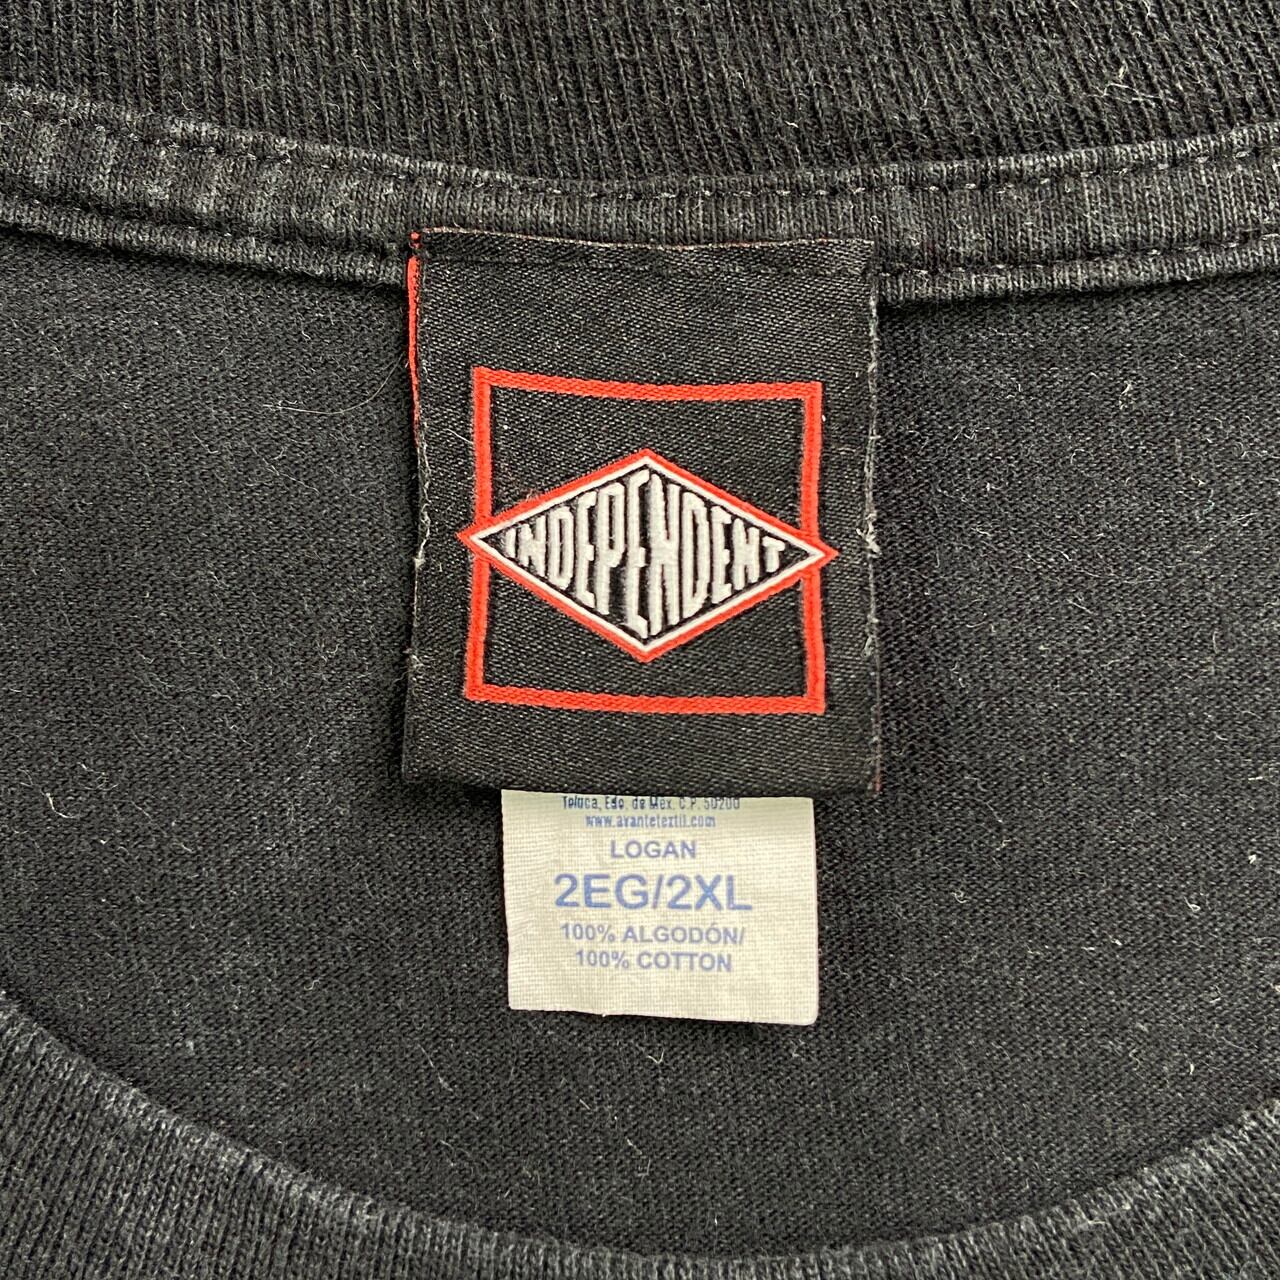 INDEPENDENT
Toluca, Edo. de Mex. C.P. 50200
www.avantetextil.com
LOGAN
2EG/2XL
100% ALGODÓN/
100% COTTON